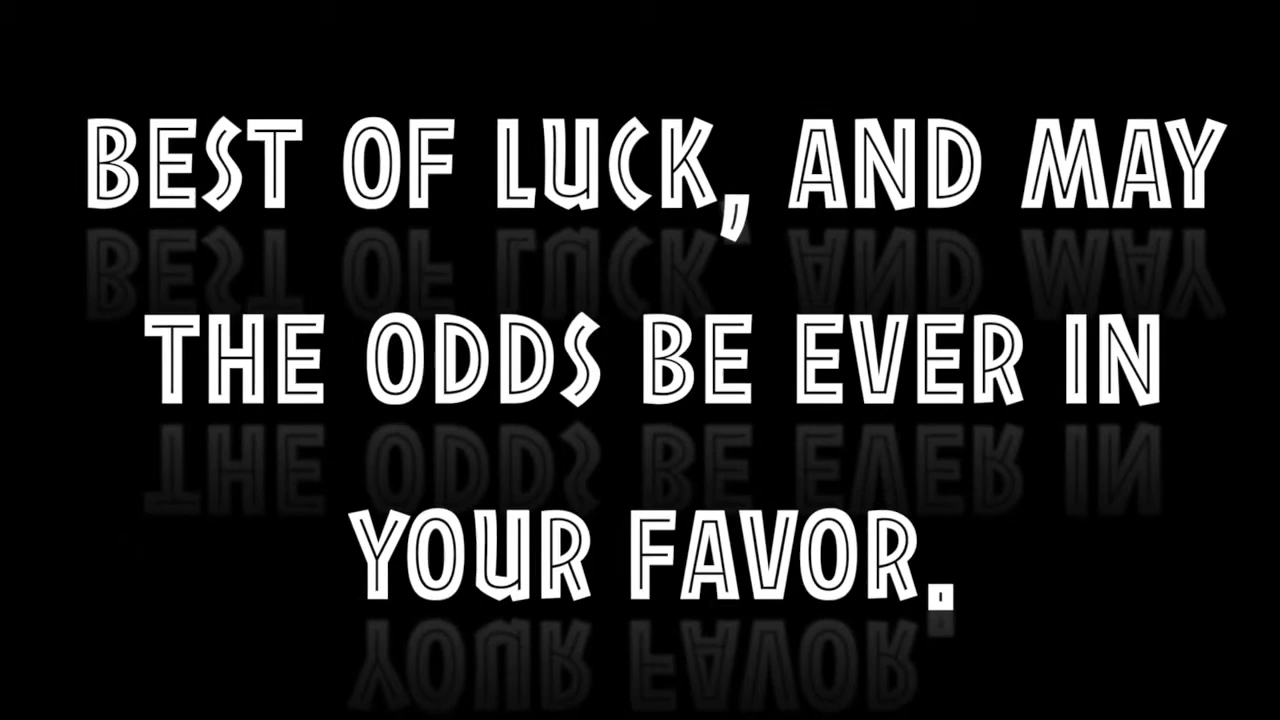 BEST OF LUCK, AND MAY
THE ODDS BE EVER IN
YOUR FAVOR.